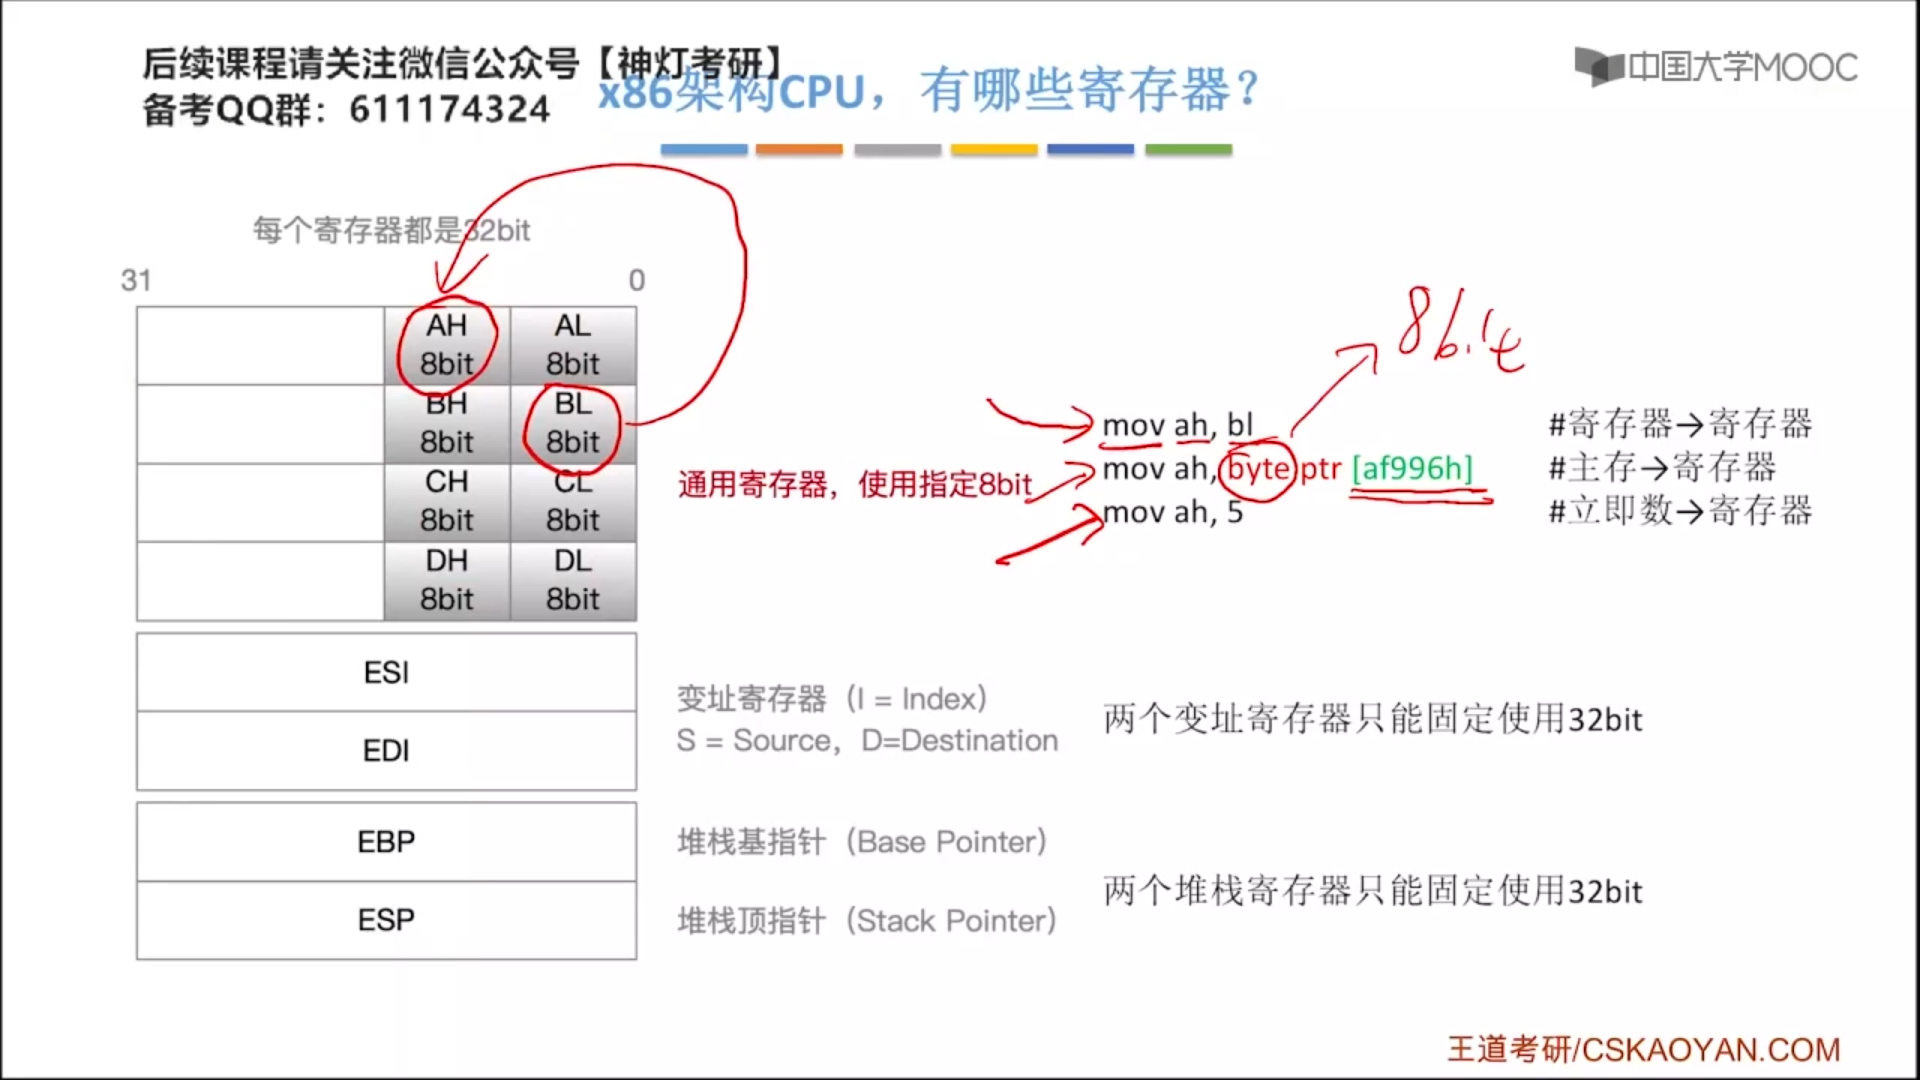 后续课程请关注微信公众号【神灯考研】
备考QQ群：611174324
x86架构CPU，有哪些寄存器？
中国大学MOOC
每个寄存器都是32bit
31 0
AH 8bit
AL 8bit
BH 8bit
BL 8bit
CH 8bit
CL 8bit
DH 8bit
DL 8bit
8bit
通用寄存器，使用指定8bit
mov ah, bl #寄存器→寄存器
mov ah, byte ptr [af996h] #主存→寄存器
mov ah, 5 #立即数→寄存器
ESI
EDI
变址寄存器（I = Index）
S = Source，D=Destination
两个变址寄存器只能固定使用32bit
EBP
堆栈基指针（Base Pointer）
ESP
堆栈顶指针（Stack Pointer）
两个堆栈寄存器只能固定使用32bit
王道考研/CSKAOYAN.COM